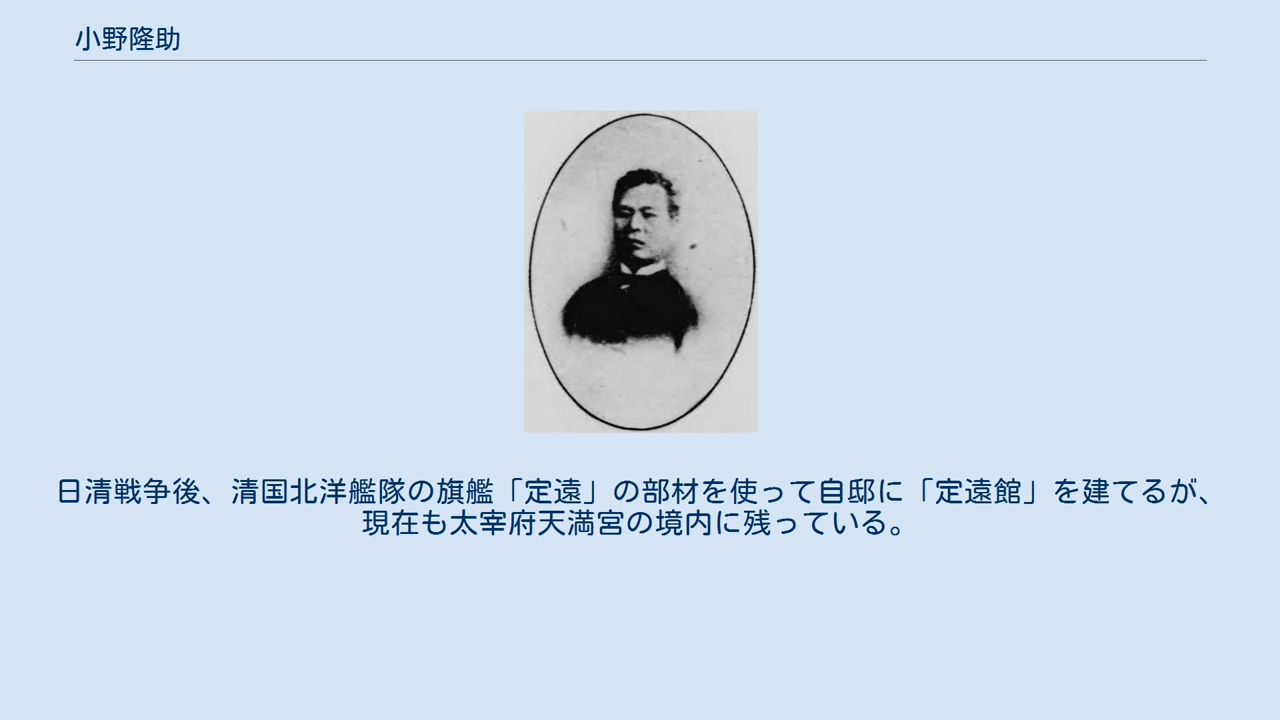 小野隆助
日清戦争後、清国北洋艦隊の旗艦「定遠」の部材を使って自邸に「定遠館」を建てるが、
現在も太宰府天満宮の境内に残っている。